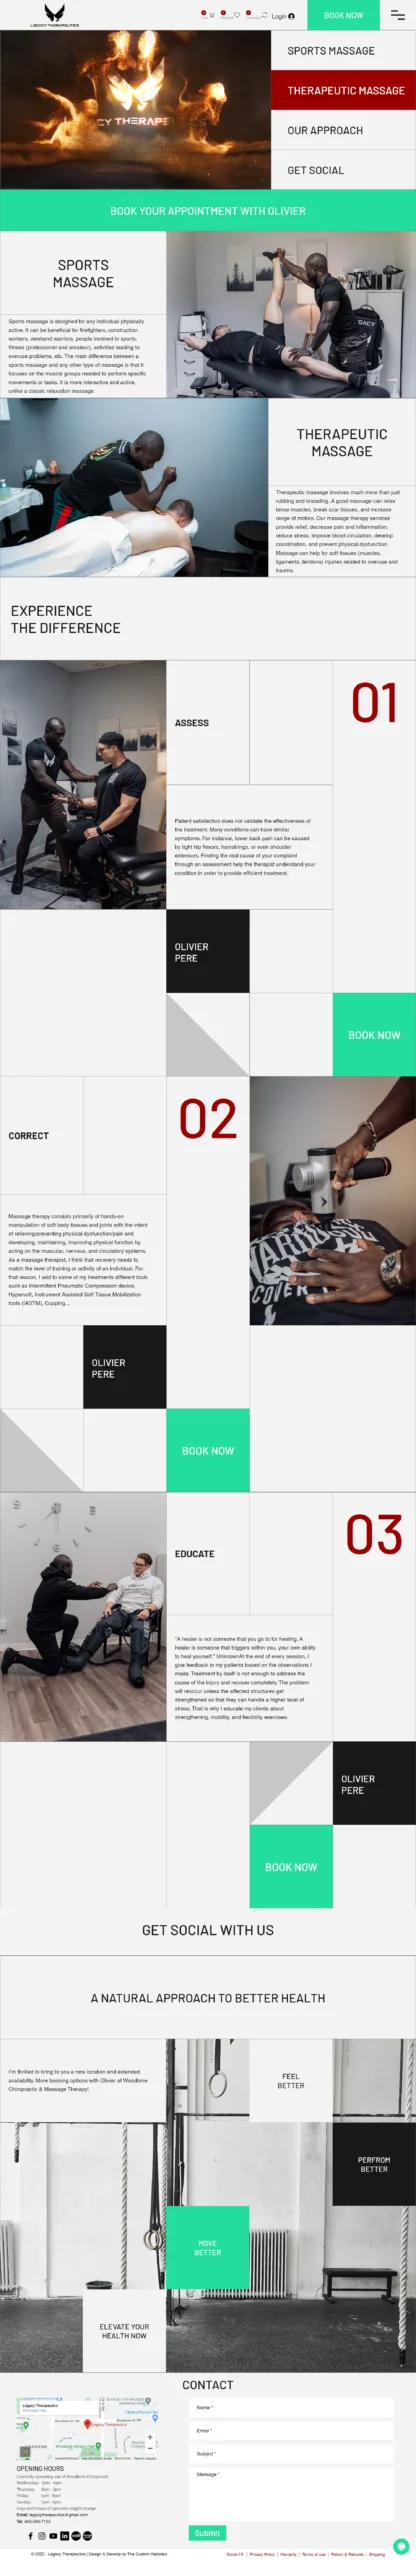 LEGACY THERAPEUTICS
Login
BOOK NOW
CY THERAPEUTICS
SPORTS MASSAGE
THERAPEUTIC MASSAGE
OUR APPROACH
GET SOCIAL
BOOK YOUR APPOINTMENT WITH OLIVIER
SPORTS
MASSAGE
Sports massage is designed for any individual physically
active. It can be beneficial for firefighters, construction
workers, weekend warriors, people involved in sports,
fitness (professional and amateur), activities leading to
overuse problems, etc. The main difference between a
sports massage and any other type of massage is that it
focuses on the muscle groups needed to perform specific
movements or tasks. It is more interactive and active,
unlike a classic relaxation massage.
THERAPEUTIC
MASSAGE
Therapeutic massage involves much more than just
rubbing and kneading. A good massage can relax
tense muscles, break scar tissues, and increase
range of motion. Our massage therapy services
provide relief, decrease pain and inflammation,
reduce stress, improve blood circulation, develop
coordination, and prevent physical dysfunction.
Massage can help for soft tissues (muscles,
ligaments, tendons) injuries related to overuse and
trauma.
EXPERIENCE
THE DIFFERENCE
01
ASSESS
Patient satisfaction does not validate the effectiveness of
the treatment. Many conditions can have similar
symptoms. For instance, lower back pain can be caused
by tight hip flexors, hamstrings, or even shoulder
extensors. Finding the real cause of your complaint
through an assessment help the therapist understand your
condition in order to provide efficient treatment.
OLIVIER
PERE
BOOK NOW
02
CORRECT
Massage therapy consists primarily of hands-on
manipulation of soft body tissues and joints with the intent
of relieving/preventing physical dysfunction/pain and
developing, maintaining, improving physical function by
acting on the muscular, nervous, and circulatory systems.
As a massage therapist, I think that recovery needs to
match the level of training or activity of an individual. For
that reason, I add to some of my treatments different tools
such as Intermittent Pneumatic Compression device,
Hypervolt, Instrument Assisted Soft Tissue Mobilization
tools (IASTM), Cupping...
OLIVIER
PERE
BOOK NOW
03
EDUCATE
"A healer is not someone that you go to for healing. A
healer is someone that triggers within you, your own ability
to heal yourself." UnknownAt the end of every session, I
give feedback to my patients based on the observations I
made. Treatment by itself is not enough to address the
cause of the injury and recover completely. The problem
will reoccur unless the affected structures get
strengthened so that they can handle a higher level of
stress. That is why I educate my clients about
strengthening, mobility, and flexibility exercises.
OLIVIER
PERE
BOOK NOW
GET SOCIAL WITH US
A NATURAL APPROACH TO BETTER HEALTH
I'm thrilled to bring to you a new location and extended
availability. More booking options with Olivier at Woodbine
Chiropractic & Massage Therapy!
FEEL
BETTER
PERFROM
BETTER
MOVE
BETTER
ELEVATE YOUR
HEALTH NOW
CONTACT
Legacy Therapeutics
Name *
Email *
Subject *
Message *
Submit
OPENING HOURS
Currently operating out of Woodbine Chiropractic
Wednesday
Thursday
Friday
Sunday
Days and hours of operation might change
Email: legacytherapeutics@gmail.com
© 2022 - Legacy Therapeutics | Design & Develop by The Custom Websites
Covid-19 | Privacy Policy | Warranty | Terms of use | Return & Refunds | Shipping